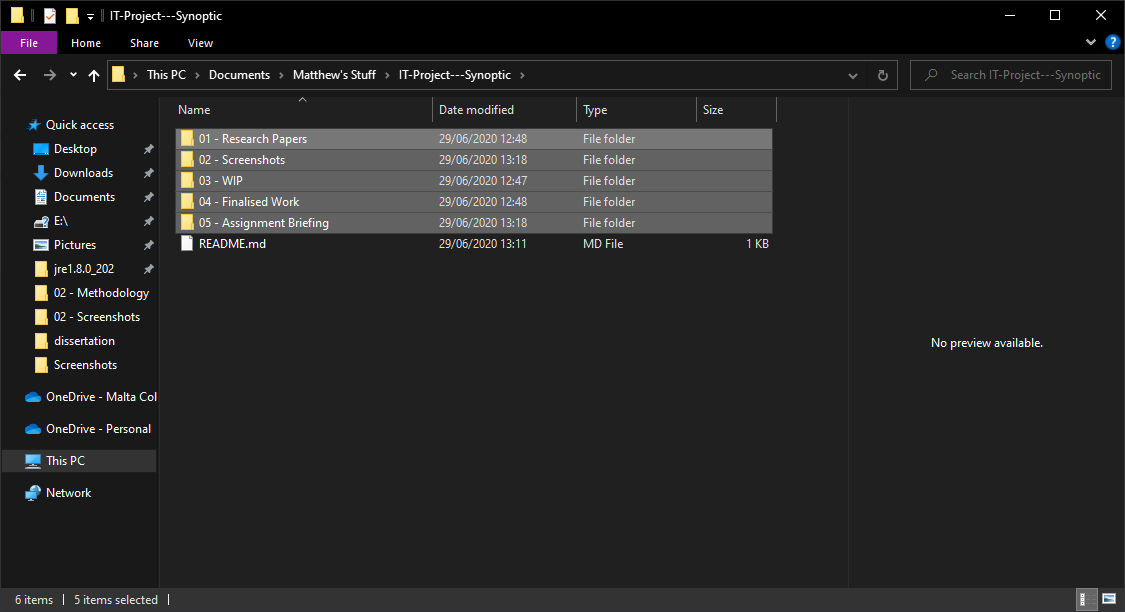 IT-Project---Synoptic
File Home Share View
This PC Documents Matthew's Stuff IT-Project---Synoptic Search IT-Project---Synoptic
Name Date modified Type Size
01 - Research Papers 29/06/2020 12:48 File folder
02 - Screenshots 29/06/2020 13:18 File folder
03 - WIP 29/06/2020 12:47 File folder
04 - Finalised Work 29/06/2020 12:48 File folder
05 - Assignment Briefing 29/06/2020 13:18 File folder
README.md 29/06/2020 13:11 MD File 1 KB
Quick access
Desktop
Downloads
Documents
E:\
Pictures
jre1.8.0_202
02 - Methodology
02 - Screenshots
dissertation
Screenshots
OneDrive - Malta Col
OneDrive - Personal
This PC
Network
No preview available.
6 items 5 items selected